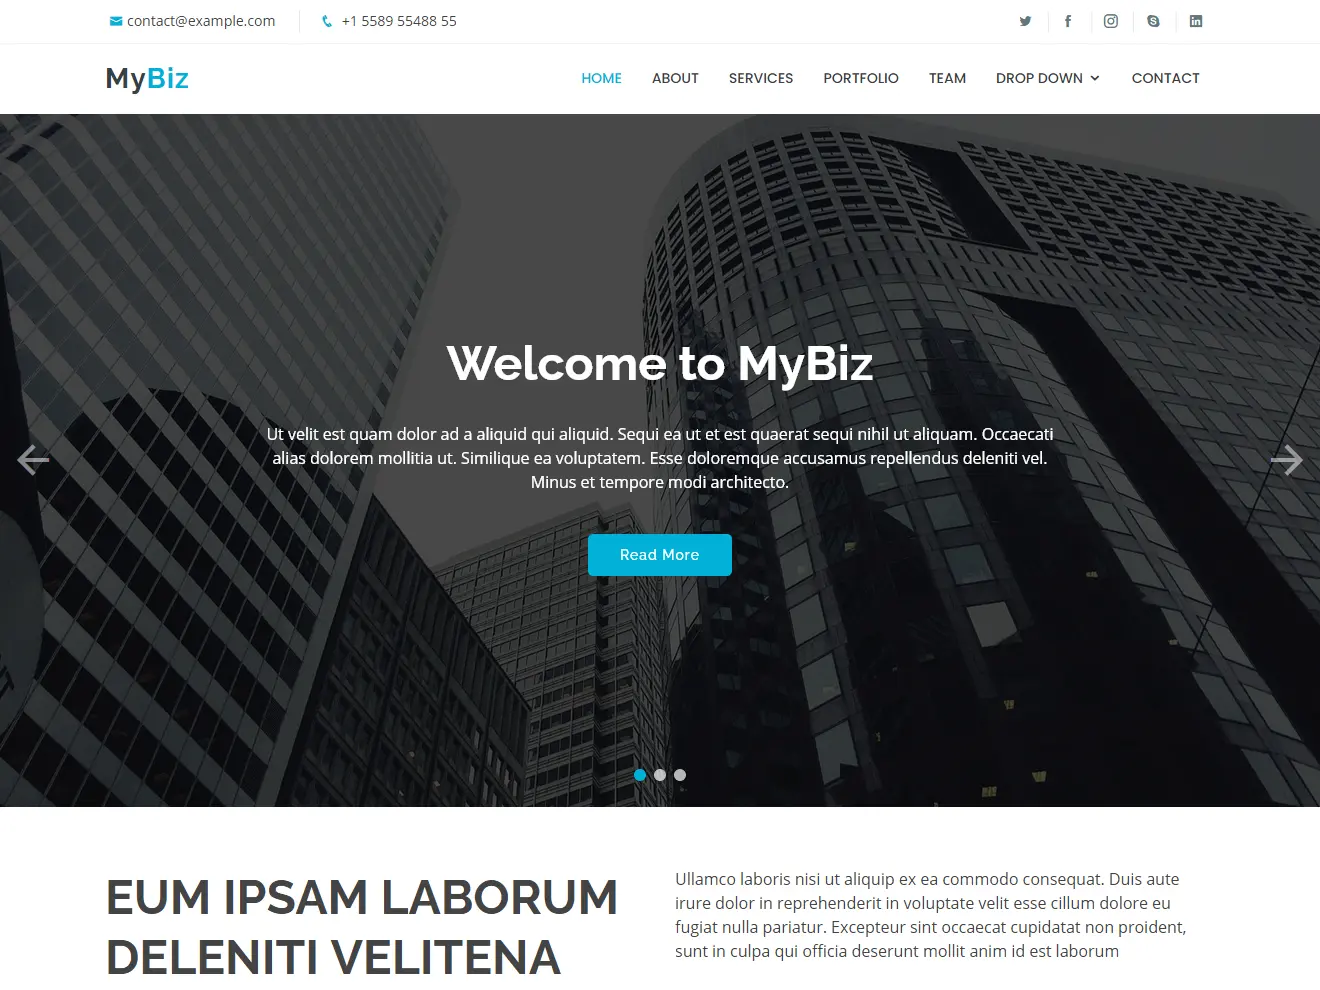 contact@example.com
+1 5589 55488 55
MyBiz
HOME ABOUT SERVICES PORTFOLIO TEAM DROP DOWN CONTACT
Welcome to MyBiz
Ut velit est quam dolor ad a aliquid qui aliquid. Sequi ea ut et est quaerat sequi nihil ut aliquam. Occaecati
alias dolorem mollitia ut. Similique ea voluptatem. Esse doloremque accusamus repellendus deleniti vel.
Minus et tempore modi architecto.
Read More
EUM IPSAM LABORUM
DELENITI VELITENA
Ullamco laboris nisi ut aliquip ex ea commodo consequat. Duis aute
irure dolor in reprehenderit in voluptate velit esse cillum dolore eu
fugiat nulla pariatur. Excepteur sint occaecat cupidatat non proident,
sunt in culpa qui officia deserunt mollit anim id est laborum